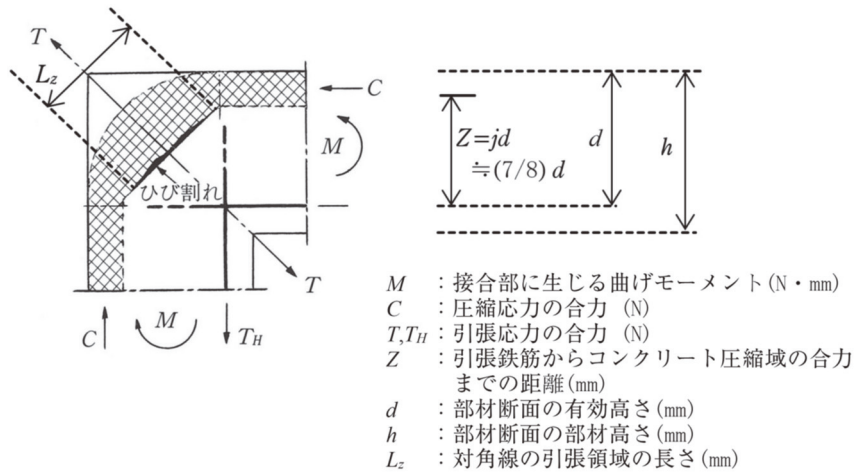 T
L_z
C
M
ひび割れ
T
M
C
T_H
Z=jd
≒(7/8)d
d
h
M ：接合部に生じる曲げモーメント(N・mm)
C ：圧縮応力の合力 (N)
T,T_H：引張応力の合力 (N)
Z ：引張鉄筋からコンクリート圧縮域の合力
までの距離(mm)
d ：部材断面の有効高さ(mm)
h ：部材断面の部材高さ(mm)
L_z ：対角線の引張領域の長さ(mm)